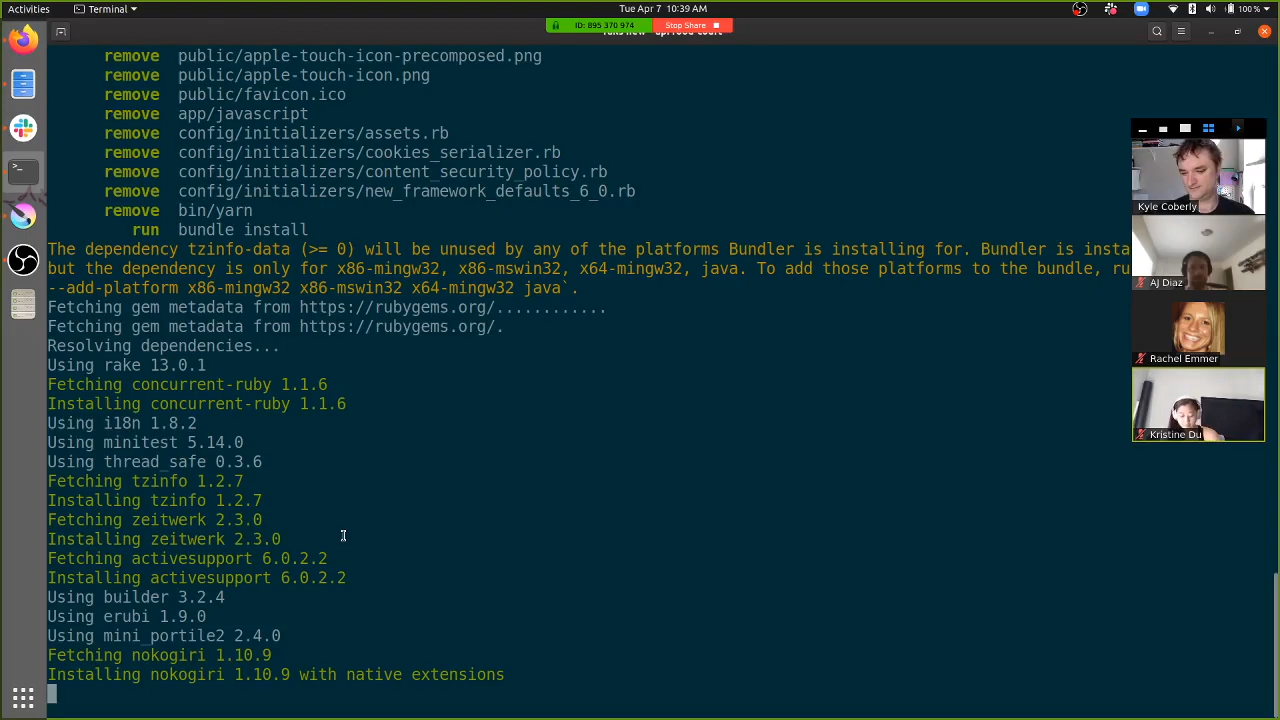 Activities
Terminal
Tue Apr 7 10:39 AM
100 %
ID: 895 370 974
Stop Share
remove public/apple-touch-icon-precomposed.png
remove public/apple-touch-icon.png
remove public/favicon.ico
remove app/javascript
remove config/initializers/assets.rb
remove config/initializers/cookies_serializer.rb
remove config/initializers/content_security_policy.rb
remove config/initializers/new_framework_defaults_6_0.rb
remove bin/yarn
run bundle install
The dependency tzinfo-data (>= 0) will be unused by any of the platforms Bundler is installing for. Bundler is insta
but the dependency is only for x86-mingw32, x86-mswin32, x64-mingw32, java. To add those platforms to the bundle, ru
--add-platform x86-mingw32 x86-mswin32 x64-mingw32 java`.
Fetching gem metadata from https://rubygems.org/............
Fetching gem metadata from https://rubygems.org/.
Resolving dependencies...
Using rake 13.0.1
Fetching concurrent-ruby 1.1.6
Installing concurrent-ruby 1.1.6
Using i18n 1.8.2
Using minitest 5.14.0
Using thread_safe 0.3.6
Fetching tzinfo 1.2.7
Installing tzinfo 1.2.7
Fetching zeitwerk 2.3.0
Installing zeitwerk 2.3.0
Fetching activesupport 6.0.2.2
Installing activesupport 6.0.2.2
Using builder 3.2.4
Using erubi 1.9.0
Using mini_portile2 2.4.0
Fetching nokogiri 1.10.9
Installing nokogiri 1.10.9 with native extensions
Kyle Coberly
AJ Diaz
Rachel Emmer
Kristine Du